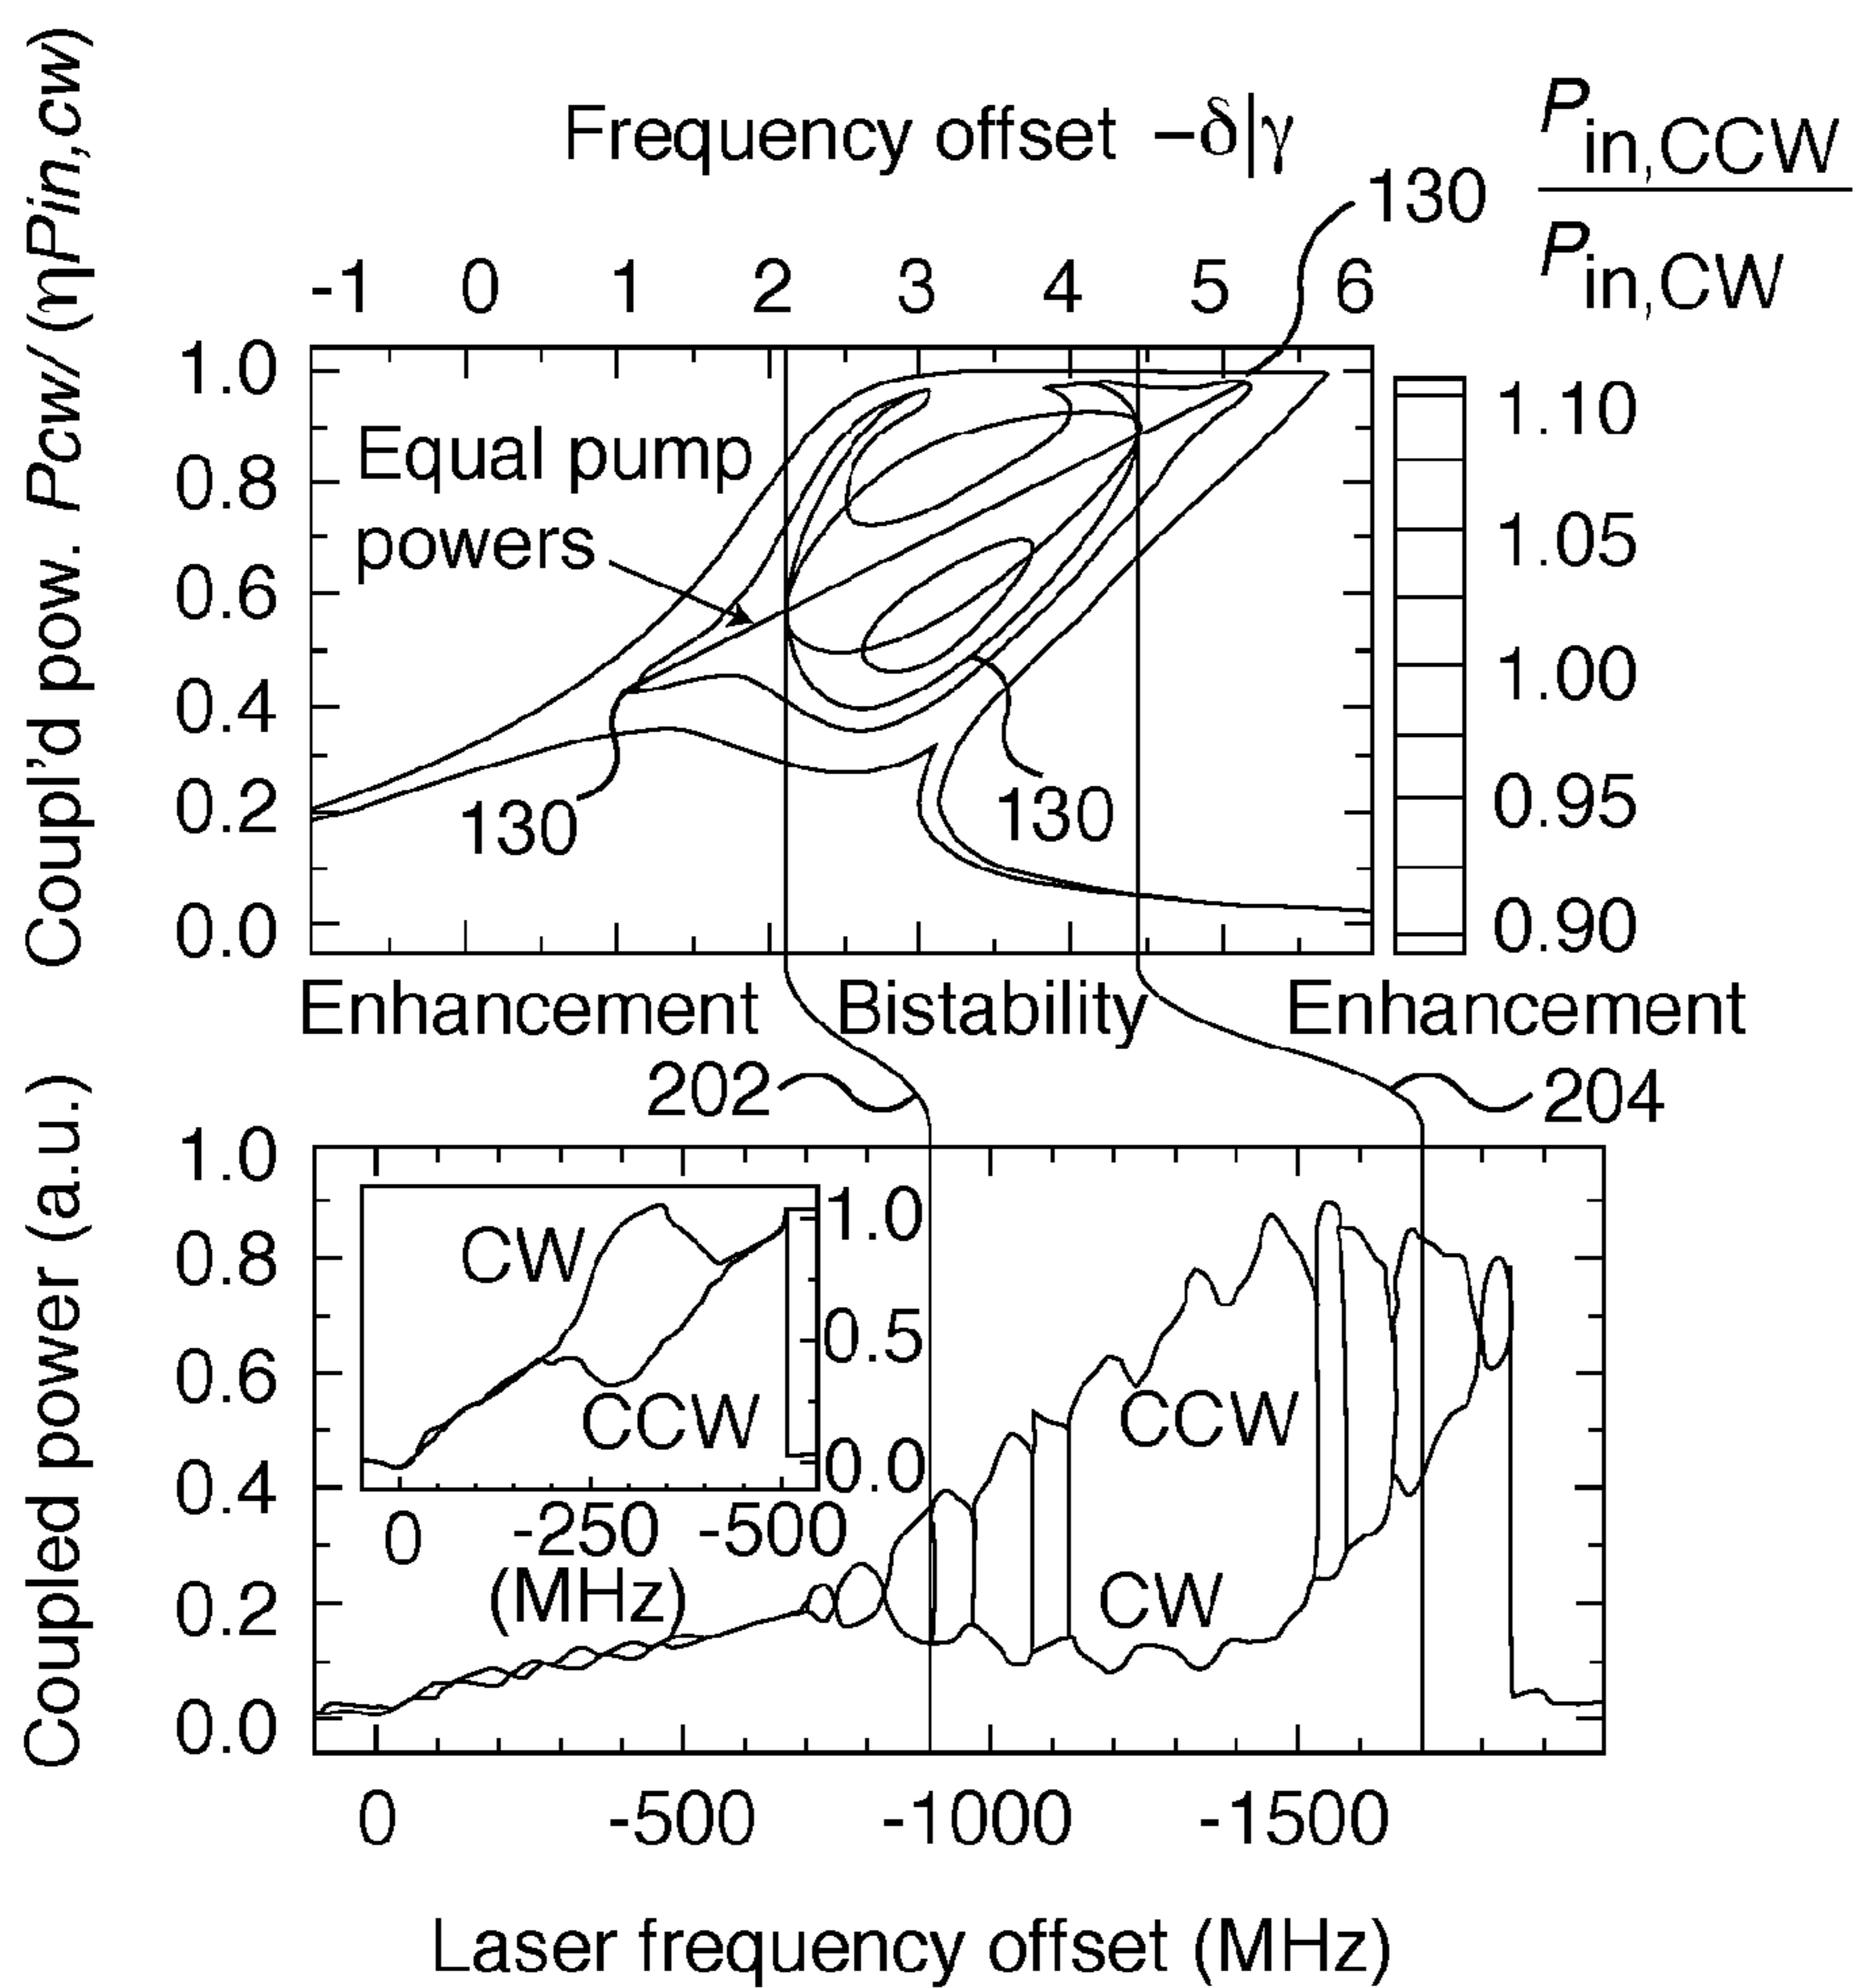 Frequency offset −δ|γ
130
Pin,CCW
Pin,CW
-1 0 1 2 3 4 5 6
Coupl'd pow. Pcw/(ηPin,cw)
1.0
0.8
0.6
0.4
0.2
0.0
Equal pump
powers
130
130
1.10
1.05
1.00
0.95
0.90
Enhancement Bistability Enhancement
202
204
Coupled power (a.u.)
1.0
0.8
0.6
0.4
0.2
0.0
CW
CCW
1.0
0.5
0.0
0 -250 -500
(MHz)
CCW
CW
0 -500 -1000 -1500
Laser frequency offset (MHz)